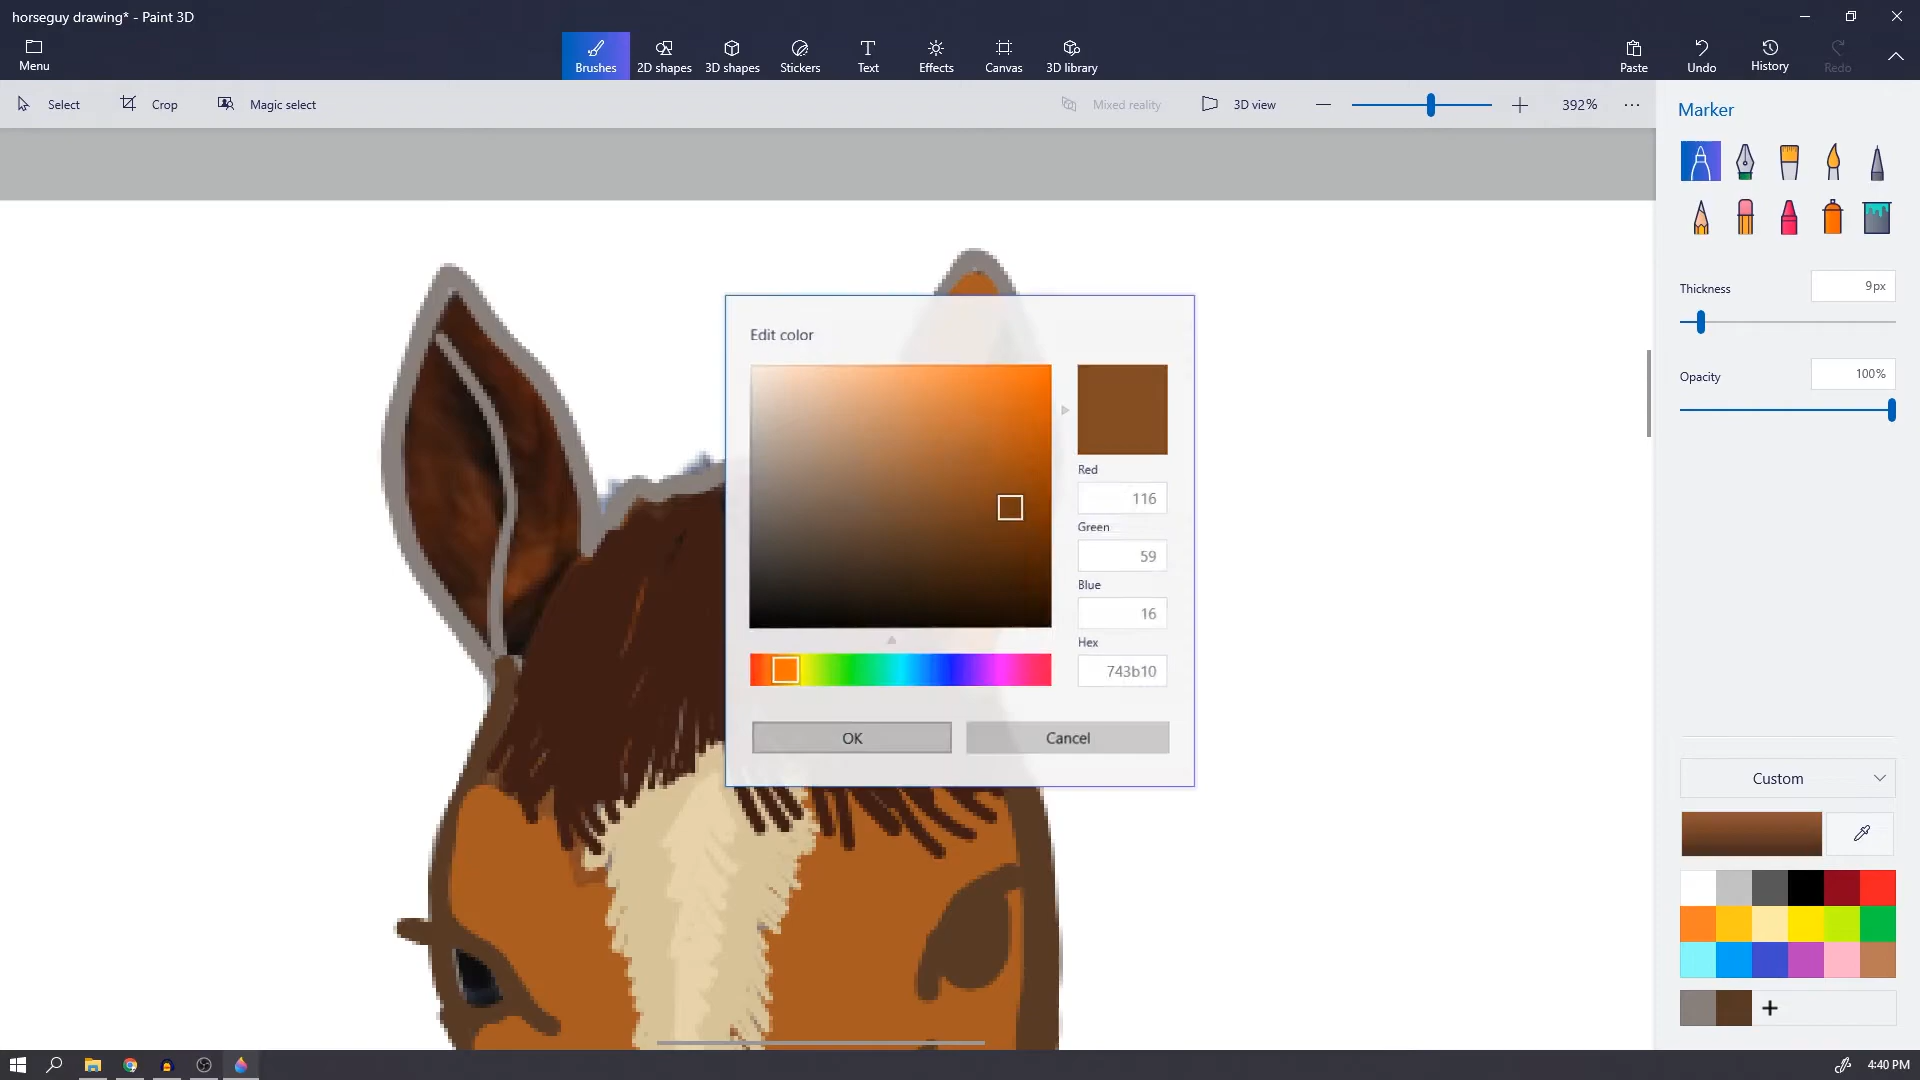 horseguy drawing* - Paint 3D
Menu
Brushes
2D shapes
3D shapes
Stickers
Text
Effects
Canvas
3D library
Paste
Undo
History
Redo
Select
Crop
Magic select
Mixed reality
3D view
392%
Marker
Thickness
9px
Opacity
100%
Edit color
Red
116
Green
59
Blue
16
Hex
743b10
OK
Cancel
Custom
4:40 PM